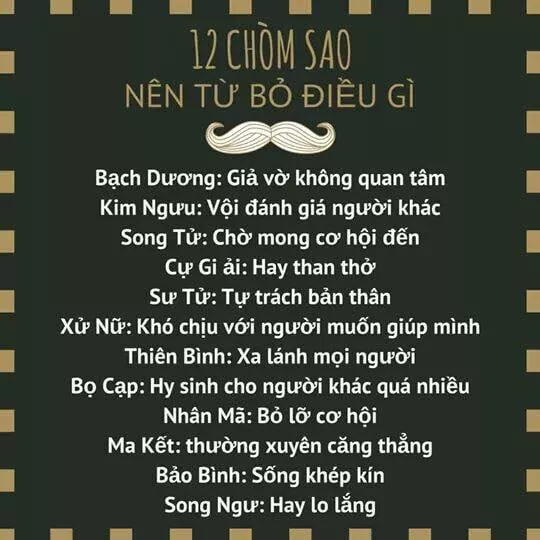 12 CHÒM SAO
NÊN TỪ BỎ ĐIỀU GÌ
Bạch Dương: Giả vờ không quan tâm
Kim Ngưu: Vội đánh giá người khác
Song Tử: Chờ mong cơ hội đến
Cự Gi ải: Hay than thở
Sư Tử: Tự trách bản thân
Xử Nữ: Khó chịu với người muốn giúp mình
Thiên Bình: Xa lánh mọi người
Bọ Cạp: Hy sinh cho người khác quá nhiều
Nhân Mã: Bỏ lỡ cơ hội
Ma Kết: thường xuyên căng thẳng
Bảo Bình: Sống khép kín
Song Ngư: Hay lo lắng